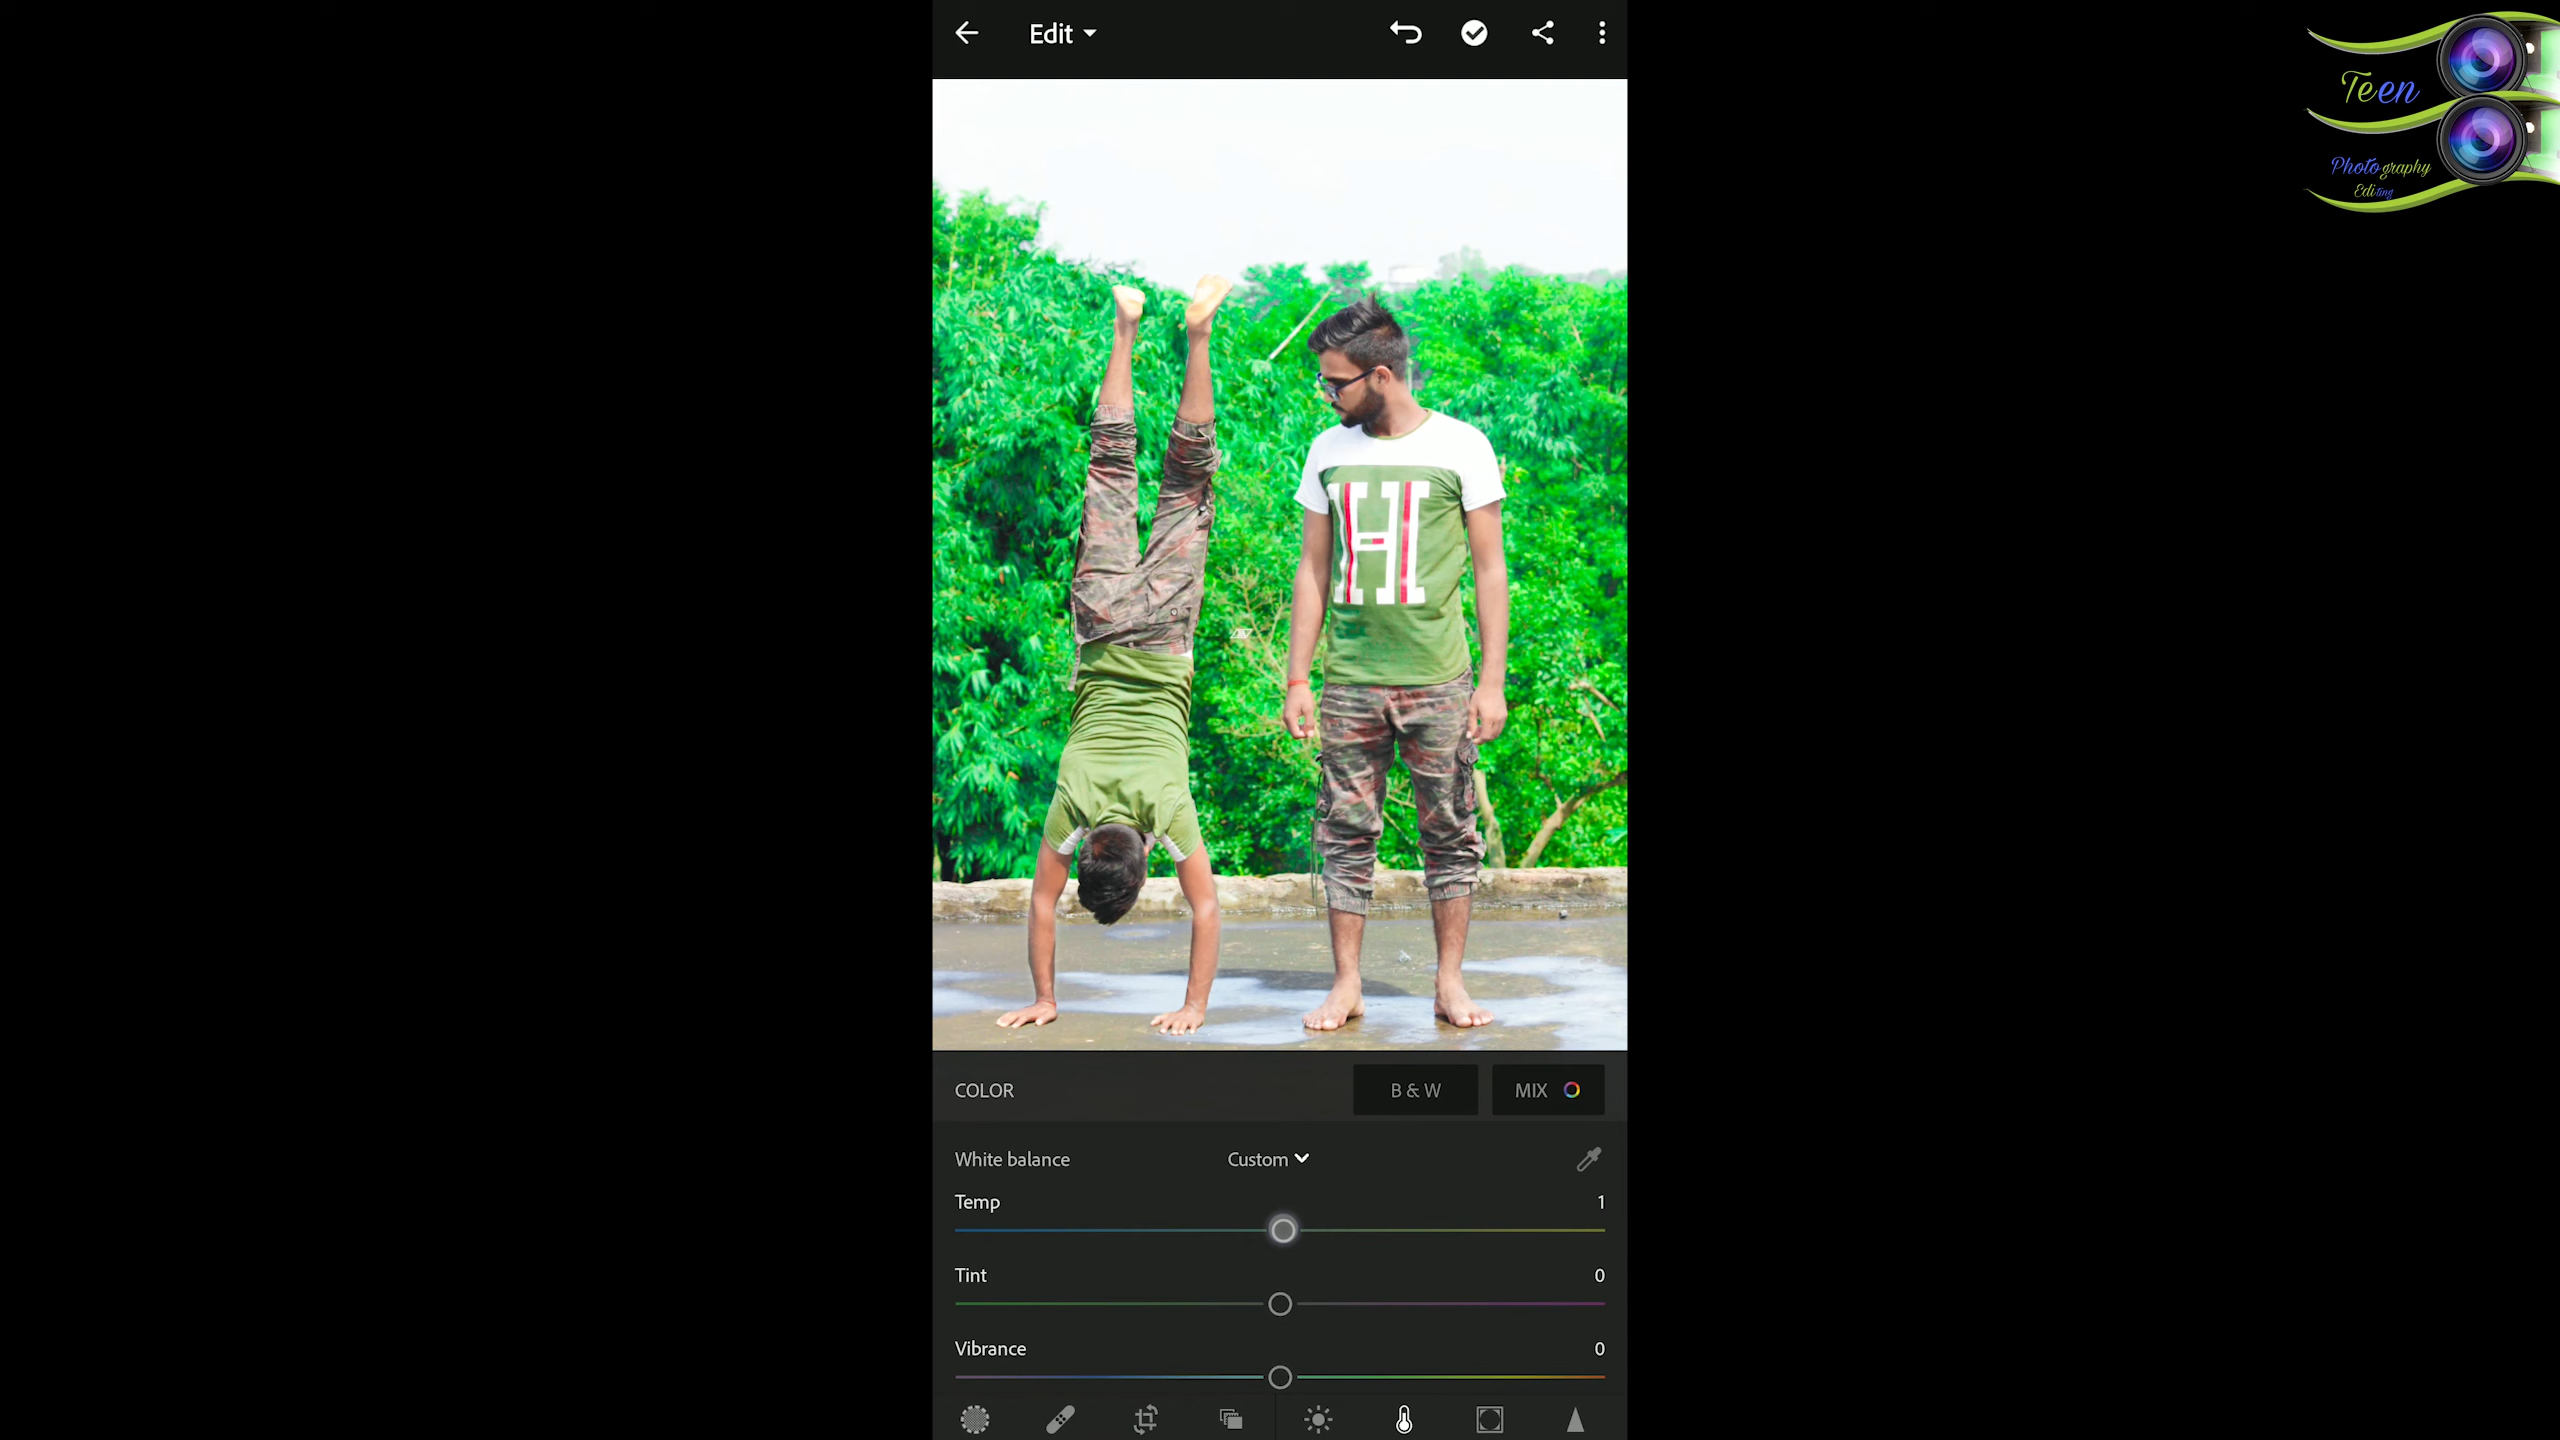 Edit
Teen
Photography
Editing
H
COLOR
B & W
MIX
White balance
Custom
Temp
1
Tint
0
Vibrance
0